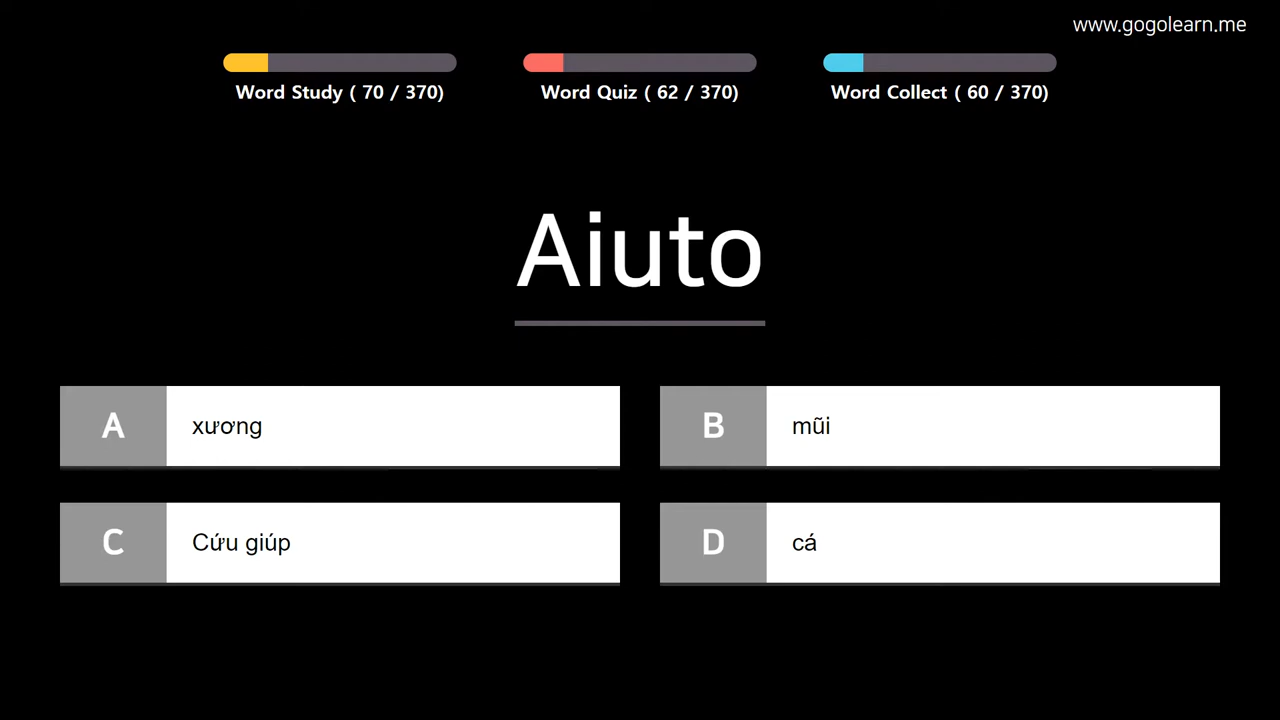 www.gogolearn.me
Word Study ( 70 / 370)
Word Quiz ( 62 / 370)
Word Collect ( 60 / 370)
Aiuto
A xương
B mũi
C Cứu giúp
D cá